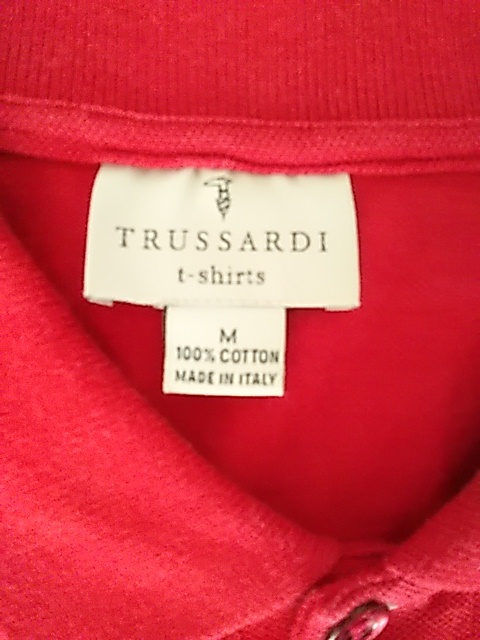 TRUSSARDI
t-shirts
M
100% COTTON
MADE IN ITALY